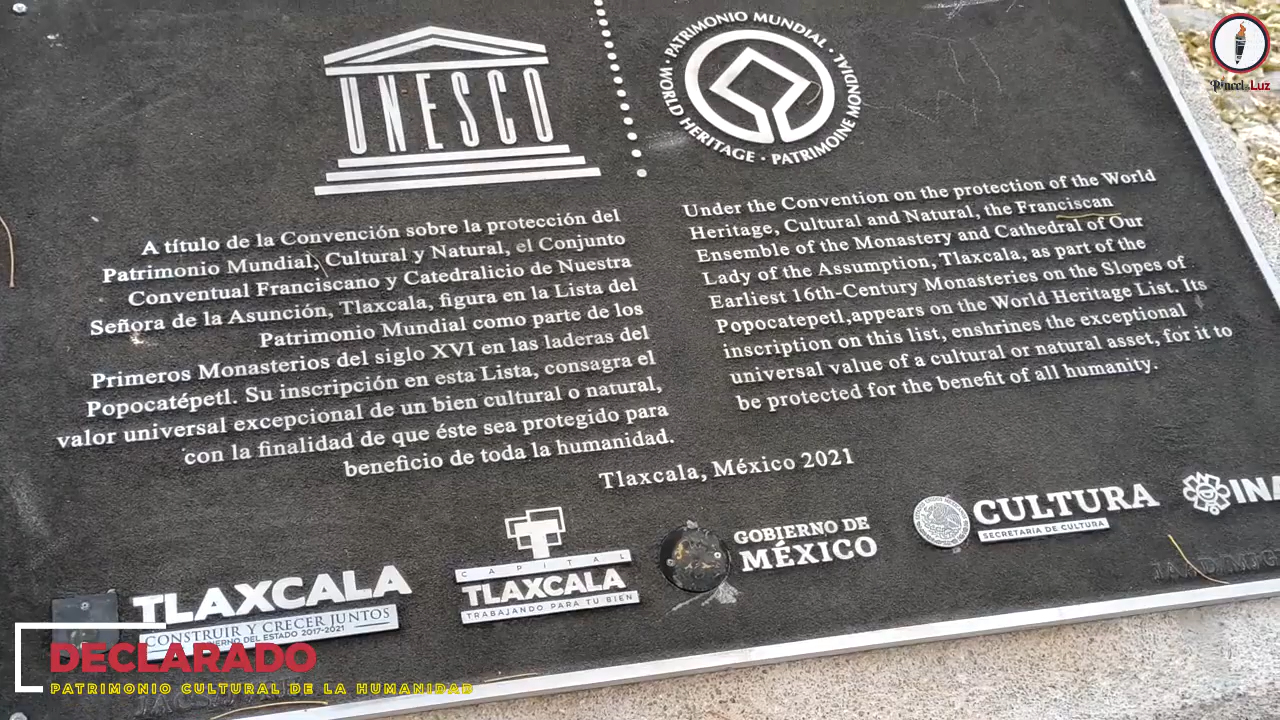 UNESCO
PATRIMONIO MUNDIAL • WORLD HERITAGE • PATRIMOINE MONDIAL •
Pincel de Luz
A título de la Convención sobre la protección del
Patrimonio Mundial, Cultural y Natural, el Conjunto
Conventual Franciscano y Catedralicio de Nuestra
Señora de la Asunción, Tlaxcala, figura en la Lista del
Patrimonio Mundial como parte de los
Primeros Monasterios del siglo XVI en las laderas del
Popocatépetl. Su inscripción en esta Lista, consagra el
valor universal excepcional de un bien cultural o natural,
con la finalidad de que éste sea protegido para
beneficio de toda la humanidad.
Under the Convention on the protection of the World
Heritage, Cultural and Natural, the Franciscan
Ensemble of the Monastery and Cathedral of Our
Lady of the Assumption, Tlaxcala, as part of the
Earliest 16th-Century Monasteries on the Slopes of
Popocatepetl,appears on the World Heritage List. Its
inscription on this list, enshrines the exceptional
universal value of a cultural or natural asset, for it to
be protected for the benefit of all humanity.
Tlaxcala, México 2021
TLAXCALA
CONSTRUIR Y CRECER JUNTOS
GOBIERNO DEL ESTADO 2017-2021
CAPITAL
TLAXCALA
TRABAJANDO PARA TU BIEN
GOBIERNO DE
MÉXICO
CULTURA
SECRETARÍA DE CULTURA
DECLARADO
PATRIMONIO CULTURAL DE LA HUMANIDAD